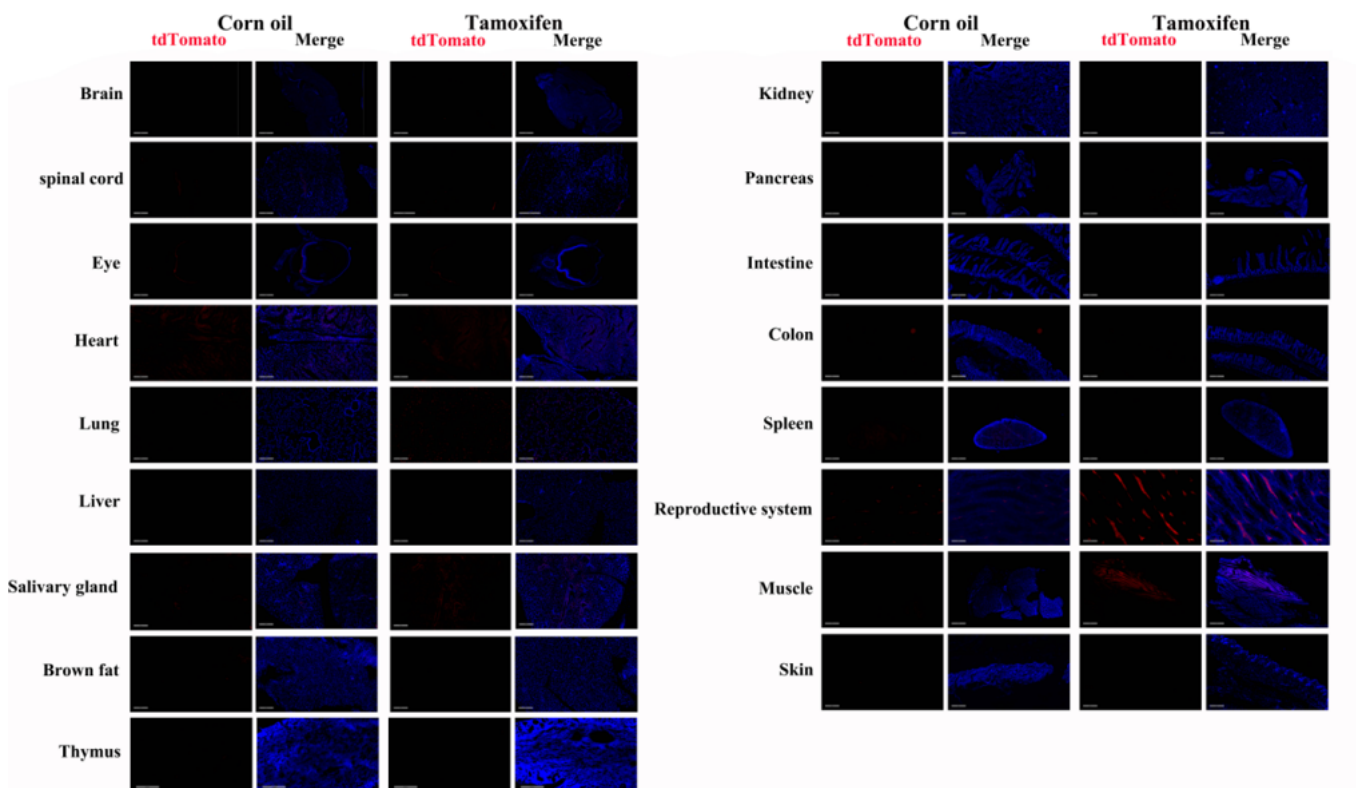 Corn oil Tamoxifen
tdTomato Merge tdTomato Merge
Brain
spinal cord
Eye
Heart
Lung
Liver
Salivary gland
Brown fat
Thymus
Corn oil Tamoxifen
tdTomato Merge tdTomato Merge
Kidney
Pancreas
Intestine
Colon
Spleen
Reproductive system
Muscle
Skin